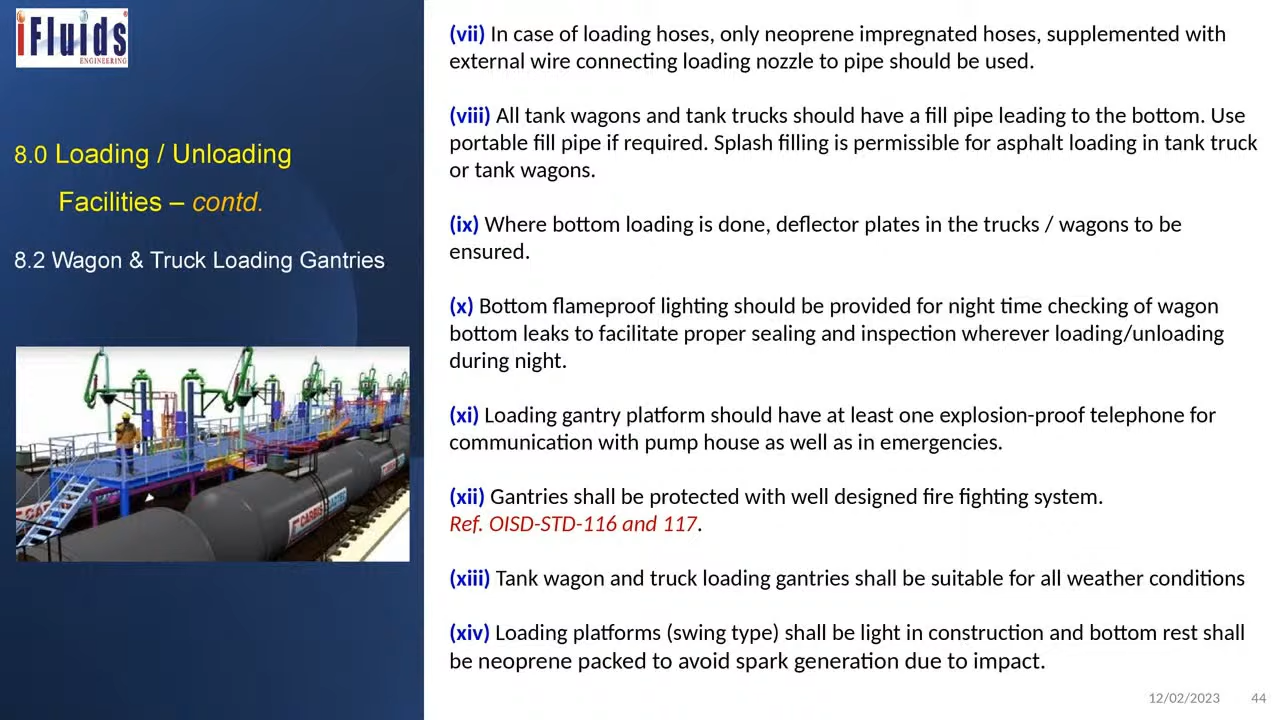 iFluids
ENGINEERING
8.0 Loading / Unloading
Facilities – contd.
8.2 Wagon & Truck Loading Gantries
(vii) In case of loading hoses, only neoprene impregnated hoses, supplemented with
external wire connecting loading nozzle to pipe should be used.
(viii) All tank wagons and tank trucks should have a fill pipe leading to the bottom. Use
portable fill pipe if required. Splash filling is permissible for asphalt loading in tank truck
or tank wagons.
(ix) Where bottom loading is done, deflector plates in the trucks / wagons to be
ensured.
(x) Bottom flameproof lighting should be provided for night time checking of wagon
bottom leaks to facilitate proper sealing and inspection wherever loading/unloading
during night.
(xi) Loading gantry platform should have at least one explosion-proof telephone for
communication with pump house as well as in emergencies.
(xii) Gantries shall be protected with well designed fire fighting system.
Ref. OISD-STD-116 and 117.
(xiii) Tank wagon and truck loading gantries shall be suitable for all weather conditions
(xiv) Loading platforms (swing type) shall be light in construction and bottom rest shall
be neoprene packed to avoid spark generation due to impact.
12/02/2023 44